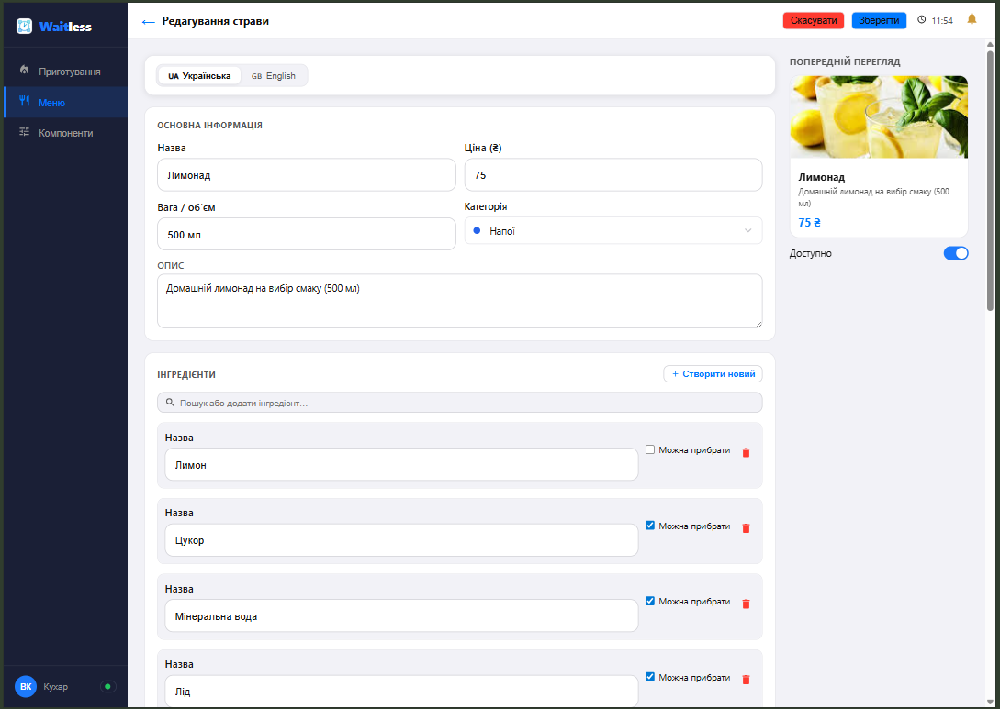 Waitless
← Редагування страви
Скасувати
Зберегти
11:54
Приготування
Меню
Компоненти
UA Українська
GB English
ОСНОВНА ІНФОРМАЦІЯ
Назва
Ціна (₴)
Лимонад
75
Вага / об'єм
Категорія
500 мл
Напої
ОПИС
Домашній лимонад на вибір смаку (500 мл)
ІНГРЕДІЄНТИ
+ Створити новий
Пошук або додати інгредієнт...
Назва
Лимон
Можна прибрати
Назва
Цукор
Можна прибрати
Назва
Мінеральна вода
Можна прибрати
Назва
Лід
Можна прибрати
ПОПЕРЕДНІЙ ПЕРЕГЛЯД
Лимонад
Домашній лимонад на вибір смаку (500
мл)
75 ₴
Доступно
ВК
Кухар